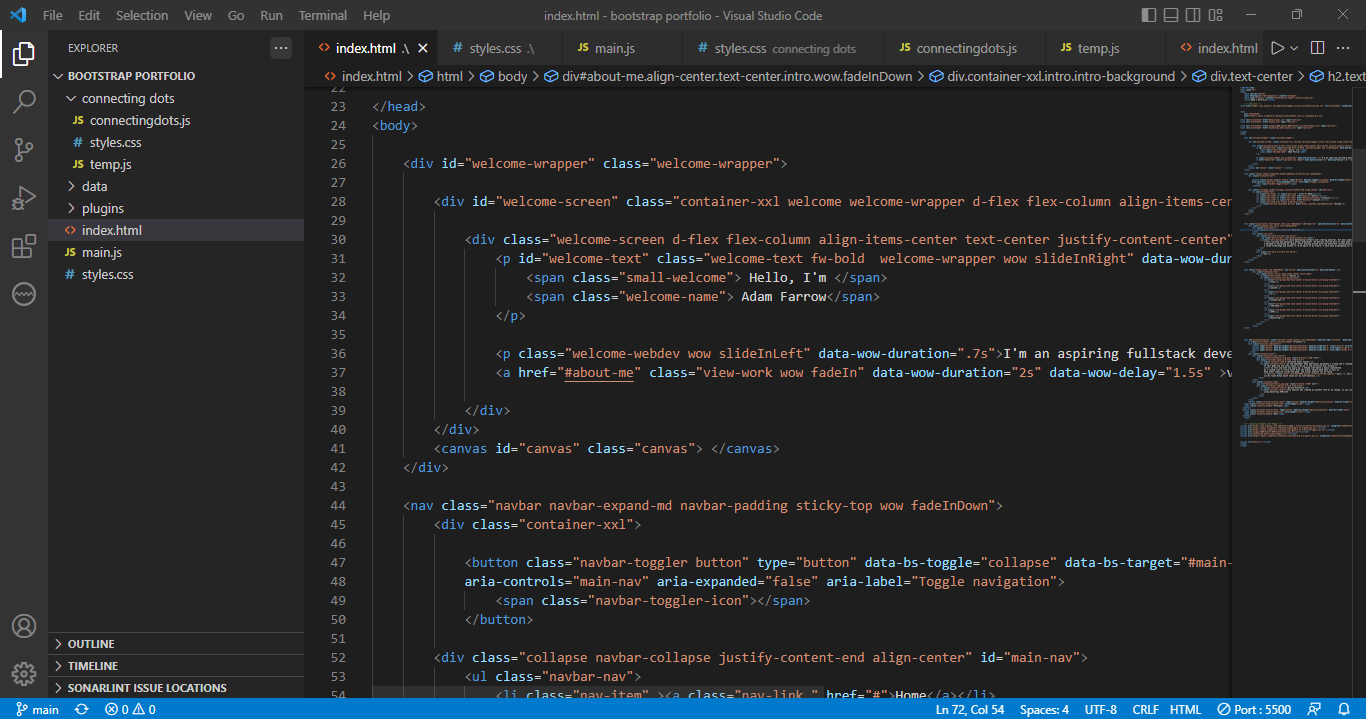 File Edit Selection View Go Run Terminal Help
index.html - bootstrap portfolio - Visual Studio Code
EXPLORER
BOOTSTRAP PORTFOLIO
connecting dots
connectingdots.js
styles.css
temp.js
data
plugins
index.html
main.js
styles.css
OUTLINE
TIMELINE
SONARLINT ISSUE LOCATIONS
index.html .\ styles.css .\ main.js styles.css connecting dots connectingdots.js temp.js index.html
index.html > html > body > div#about-me.align-center.text-center.intro.wow.fadeInDown > div.container-xxl.intro.intro-background > div.text-center > h2.text
22
23 </head>
24 <body>
25
26 <div id="welcome-wrapper" class="welcome-wrapper">
27
28 <div id="welcome-screen" class="container-xxl welcome welcome-wrapper d-flex flex-column align-items-cen
29
30 <div class="welcome-screen d-flex flex-column align-items-center text-center justify-content-center"
31 <p id="welcome-text" class="welcome-text fw-bold  welcome-wrapper wow slideInRight" data-wow-dur
32 <span class="small-welcome"> Hello, I'm </span>
33 <span class="welcome-name"> Adam Farrow</span>
34 </p>
35
36 <p class="welcome-webdev wow slideInLeft" data-wow-duration=".7s">I'm an aspiring fullstack deve
37 <a href="#about-me" class="view-work wow fadeIn" data-wow-duration="2s" data-wow-delay="1.5s" >v
38
39 </div>
40 </div>
41 <canvas id="canvas" class="canvas"> </canvas>
42 </div>
43
44 <nav class="navbar navbar-expand-md navbar-padding sticky-top wow fadeInDown">
45 <div class="container-xxl">
46
47 <button class="navbar-toggler button" type="button" data-bs-toggle="collapse" data-bs-target="#main-
48 aria-controls="main-nav" aria-expanded="false" aria-label="Toggle navigation">
49 <span class="navbar-toggler-icon"></span>
50 </button>
51
52 <div class="collapse navbar-collapse justify-content-end align-center" id="main-nav">
53 <ul class="navbar-nav">
54 <li class="nav-item" ><a class="nav-link " href="#">Home</a></li>
main 0 0 Ln 72, Col 54 Spaces: 4 UTF-8 CRLF HTML Port : 5500